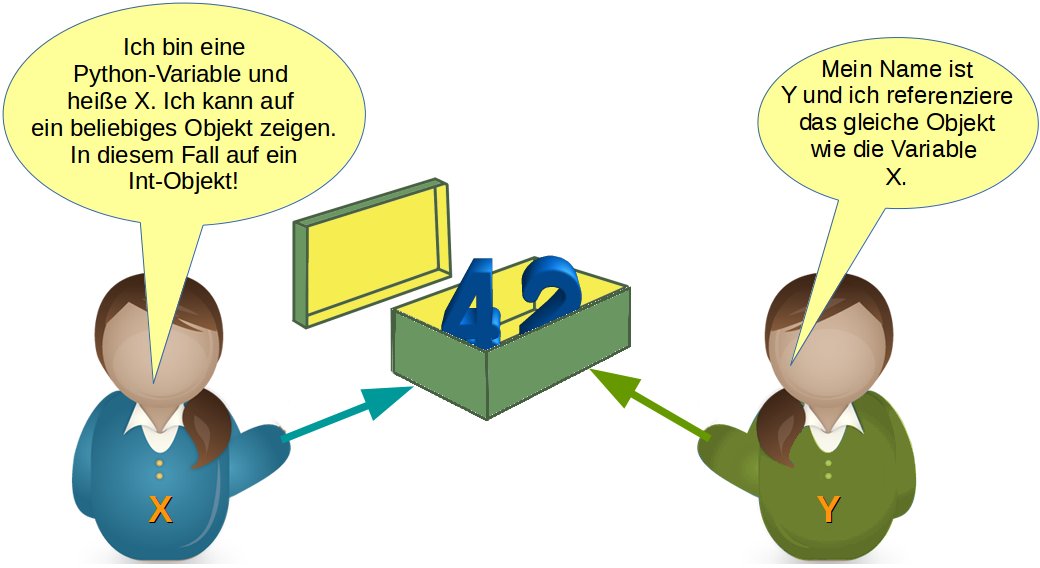 Ich bin eine
Python-Variable und
heiße X. Ich kann auf
ein beliebiges Objekt zeigen.
In diesem Fall auf ein
Int-Objekt!
Mein Name ist
Y und ich referenziere
das gleiche Objekt
wie die Variable
X.
42
X
Y